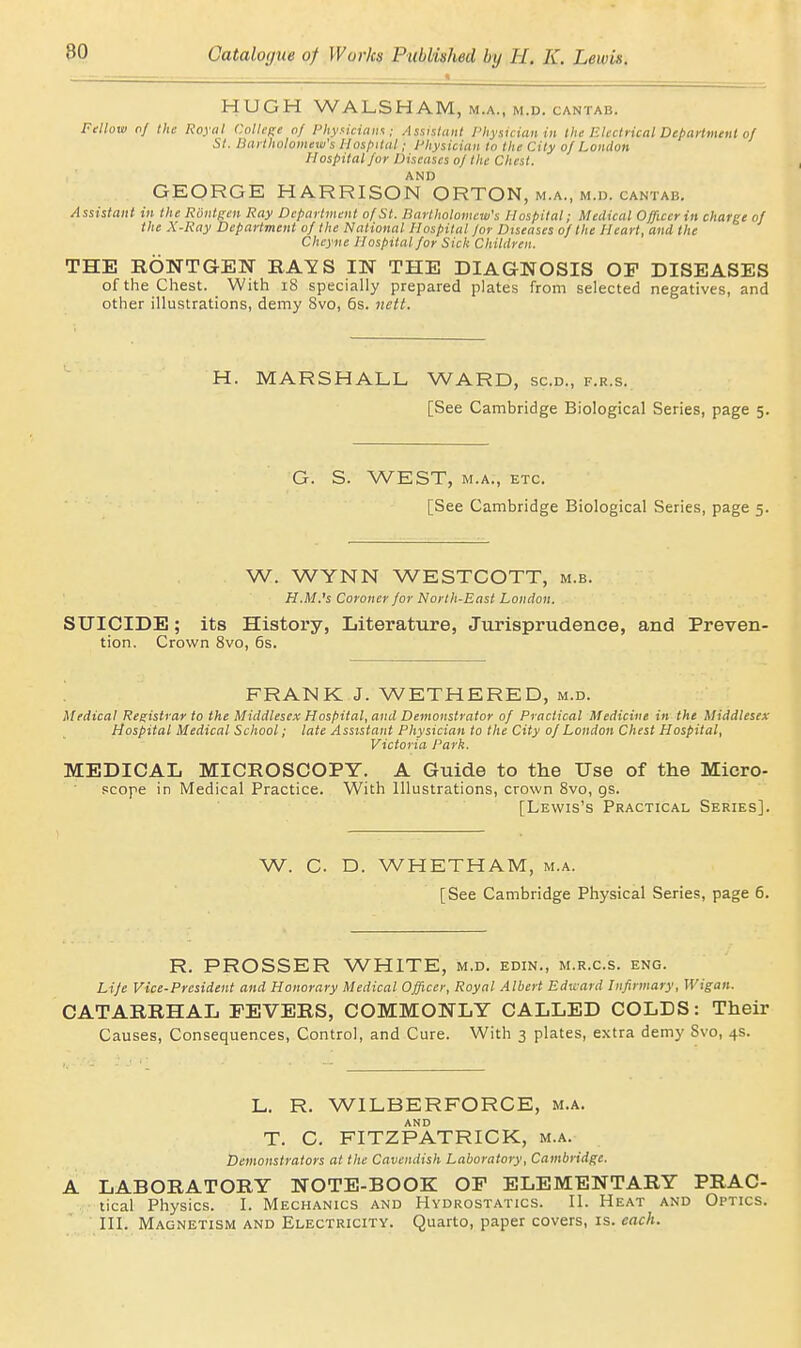 80 Catalogue of Works Published by H. K. Lewis.
HUGH WALSHAM, M.A., M.D. CANTAB.
Fellow of the Royal College of Physicians; Assistant Physician in the Electrical Department of
St. Bartholomew's Hospital; Physician to the City of London
Hospital for Diseases of the Chest.
AND
GEORGE HARRISON ORTON, M.A., M.D. CANTAB.
Assistant in the Röntgen Ray Department of St. Bartholomew's Hospital; Medical Officer in charge of
the X-Ray Department of the National Hospital for Diseases of the Heart, and the
Cheyne Hospital for Sick Children.
THE RÖNTGEN RAYS IN THE DIAGNOSIS OF DISEASES
of the Chest. With 18 specially prepared plates from selected negatives, and
other illustrations, demy 8vo, 6s. nett.
H. MARSHALL WARD, SC.D., F.R.S.
[See Cambridge Biological Series, page 5.
G. S. WEST, M.A., ETC.
[See Cambridge Biological Series, page 5.
W. WYNN WESTCOTT, M.B.
H.M.'s Coroner for North-East London.
SUICIDE; its History, Literature, Jurisprudence, and Preven-
tion. Crown 8vo, 6s.
FRANK J. WETHERED, M.D.
Medical Registrar to the Middlesex Hospital, and Demonstrator of Practical Medicine in the Middlesex
Hospital Medical School; late Assistant Physician to the City of London Chest Hospital,
Victoria Park.
MEDICAL MICROSCOPY. A Guide to the Use of the Micro-
scope in Medical Practice. With Illustrations, crown 8vo, 9s.
[LEWIS'S PRACTICAL SERIES].
W. C. D. WHETHAM, M.A.
[See Cambridge Physical Series, page 6.
R. PROSSER WHITE, M.D. EDIN., M.R.C.S. ENG.
Life Vice-President and Honorary Medical Officer, Royal Albert Edward Infirmary, Wigan.
CATARRHAL FEVERS, COMMONLY CALLED COLDS: Their
Causes, Consequences, Control, and Cure. With 3 plates, extra demy 8vo, 4s.
L. R. WILBERFORCE, M.A.
AND
T. C. FITZPATRICK, M.A.
Demonstrators at the Cavendish Laboratory, Cambridge.
A LABORATORY NOTE-BOOK OF ELEMENTARY PRAC-
tical Physics. I. MECHANICS AND HYDROSTATICS. II. HEAT AND OPTICS.
III. MAGNETISM AND ELECTRICITY. Quarto, paper covers, 1s. each.